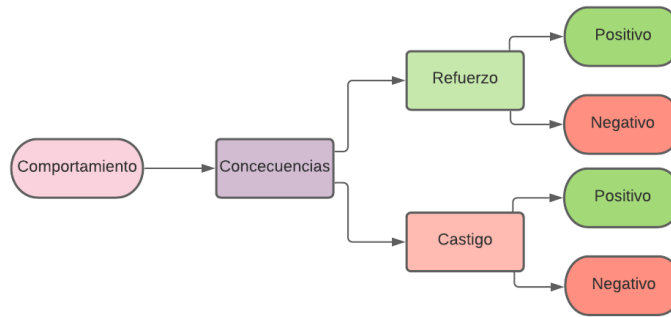 Comportamiento
Concecuencias
Refuerzo
Positivo
Negativo
Castigo
Positivo
Negativo